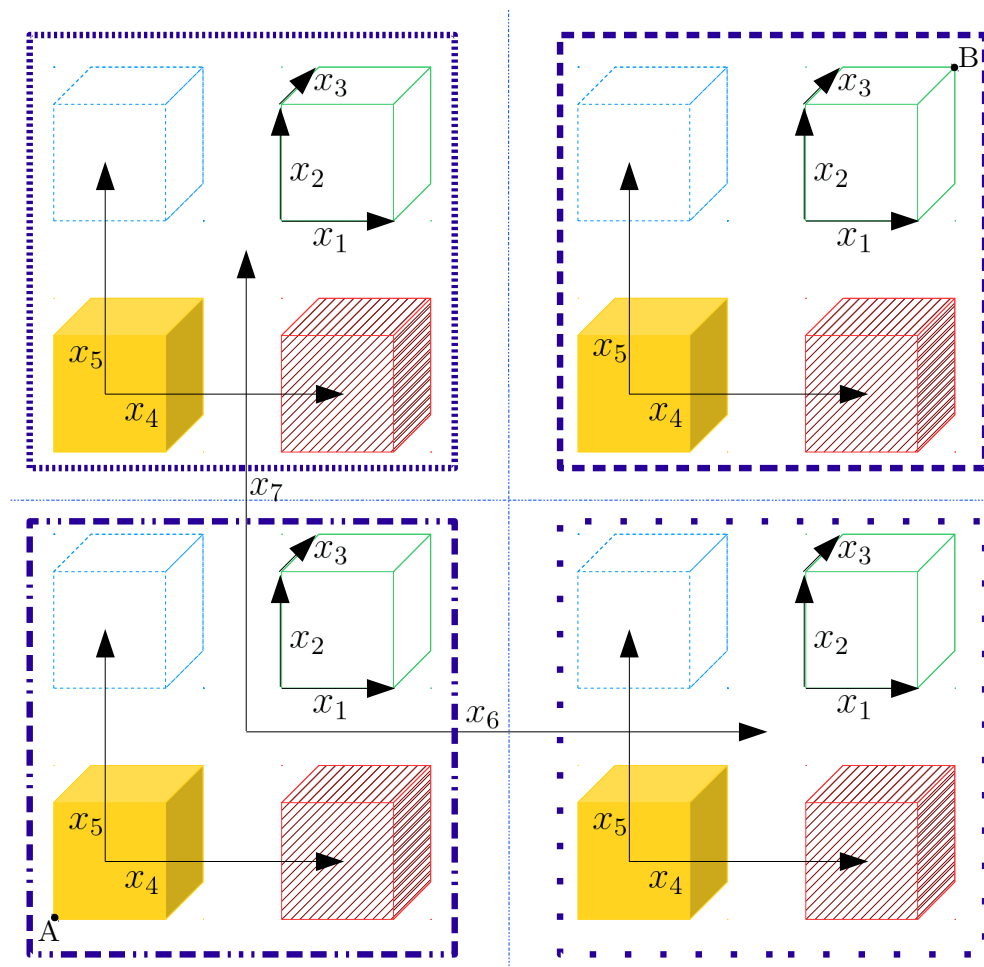 B
x₃ x₃
x₂ x₂
x₁ x₁
x₅ x₅
x₄ x₄
x₇
x₃ x₃
x₂ x₂
x₁ x₁
x₆
x₅ x₅
x₄ x₄
A